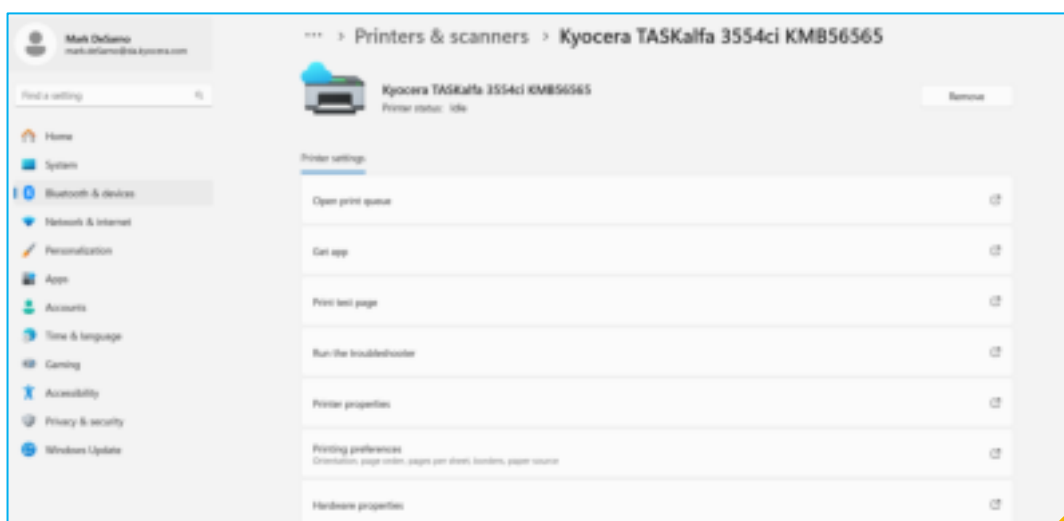 Mark DeSarno
Find a setting
Home
System
Bluetooth & devices
Network & internet
Personalization
Apps
Accounts
Time & language
Gaming
Accessibility
Privacy & security
Windows Update
··· > Printers & scanners > Kyocera TASKalfa 3554ci KMB56565
Kyocera TASKalfa 3554ci KMB56565
Printer status: Idle
Remove
Printer settings
Open print queue
Get app
Print test page
Run the troubleshooter
Printer properties
Printing preferences
Orientation, page order, pages per sheet, borders, paper source
Hardware properties